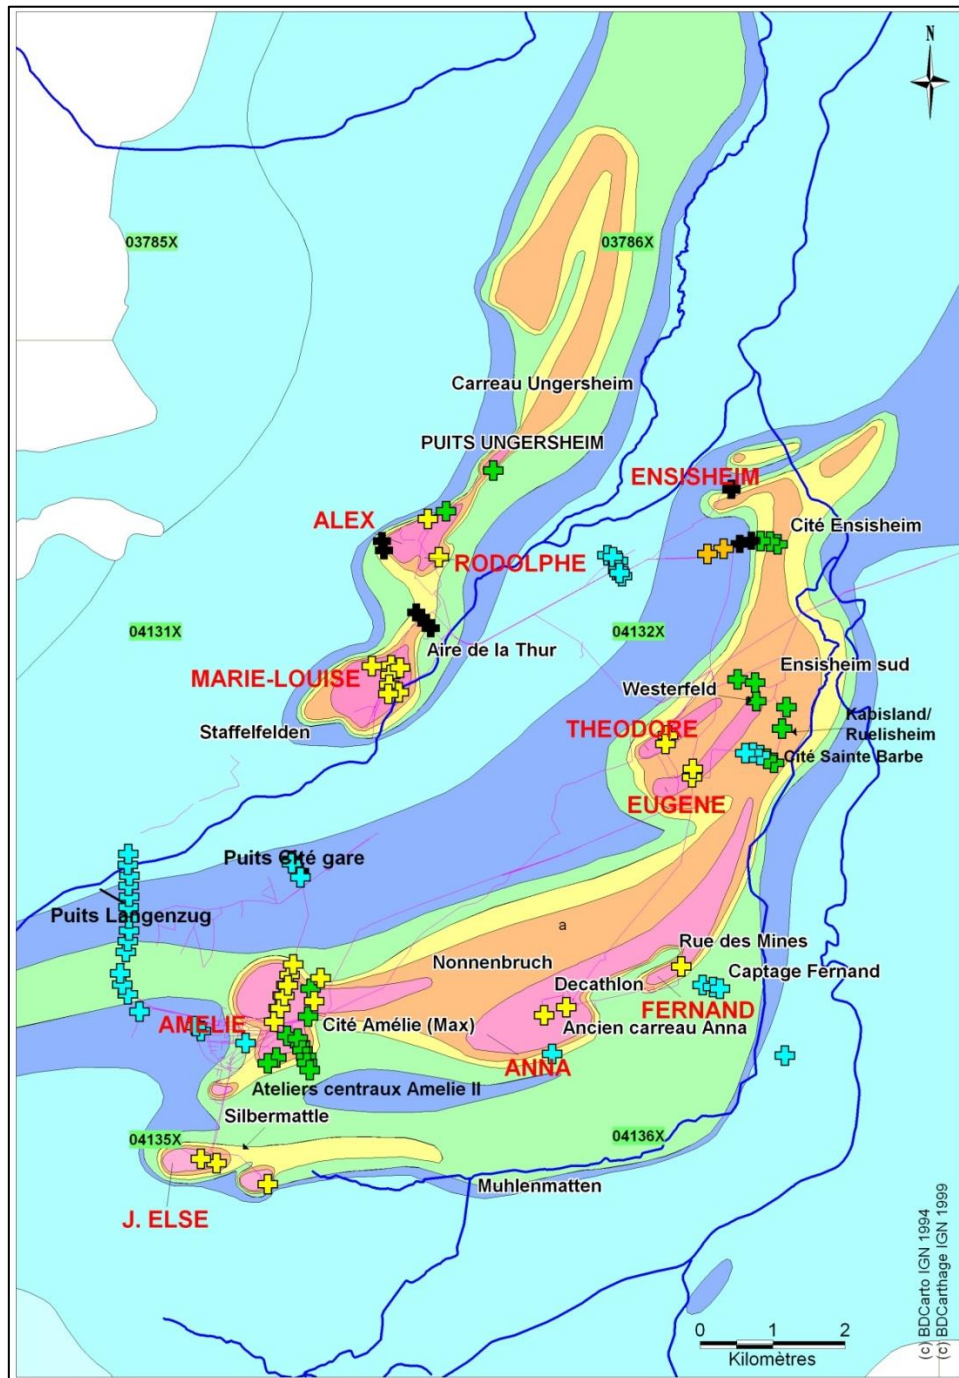 N
03785X
03786X
Carreau Ungersheim
PUITS UNGERSHEIM
ENSISHEIM
ALEX
Cité Ensisheim
RODOLPHE
04131X
04132X
Aire de la Thur
MARIE-LOUISE
Ensisheim sud
Westerfeld
Staffelfelden
Kabisland/
Ruelisheim
THEODORE
Cité Sainte Barbe
EUGENE
Puits Cité gare
Puits Langenzug
a
Rue des Mines
Nonnenbruch
Captage Fernand
Decathlon
FERNAND
AMELIE
Cité Amélie (Max)
Ancien carreau Anna
ANNA
Ateliers centraux Amelie II
Silbermattle
04135X
04136X
Muhlenmatten
J. ELSE
0 1 2
Kilomètres
(c) BDCarto IGN 1994
(c) BDCarthage IGN 1999